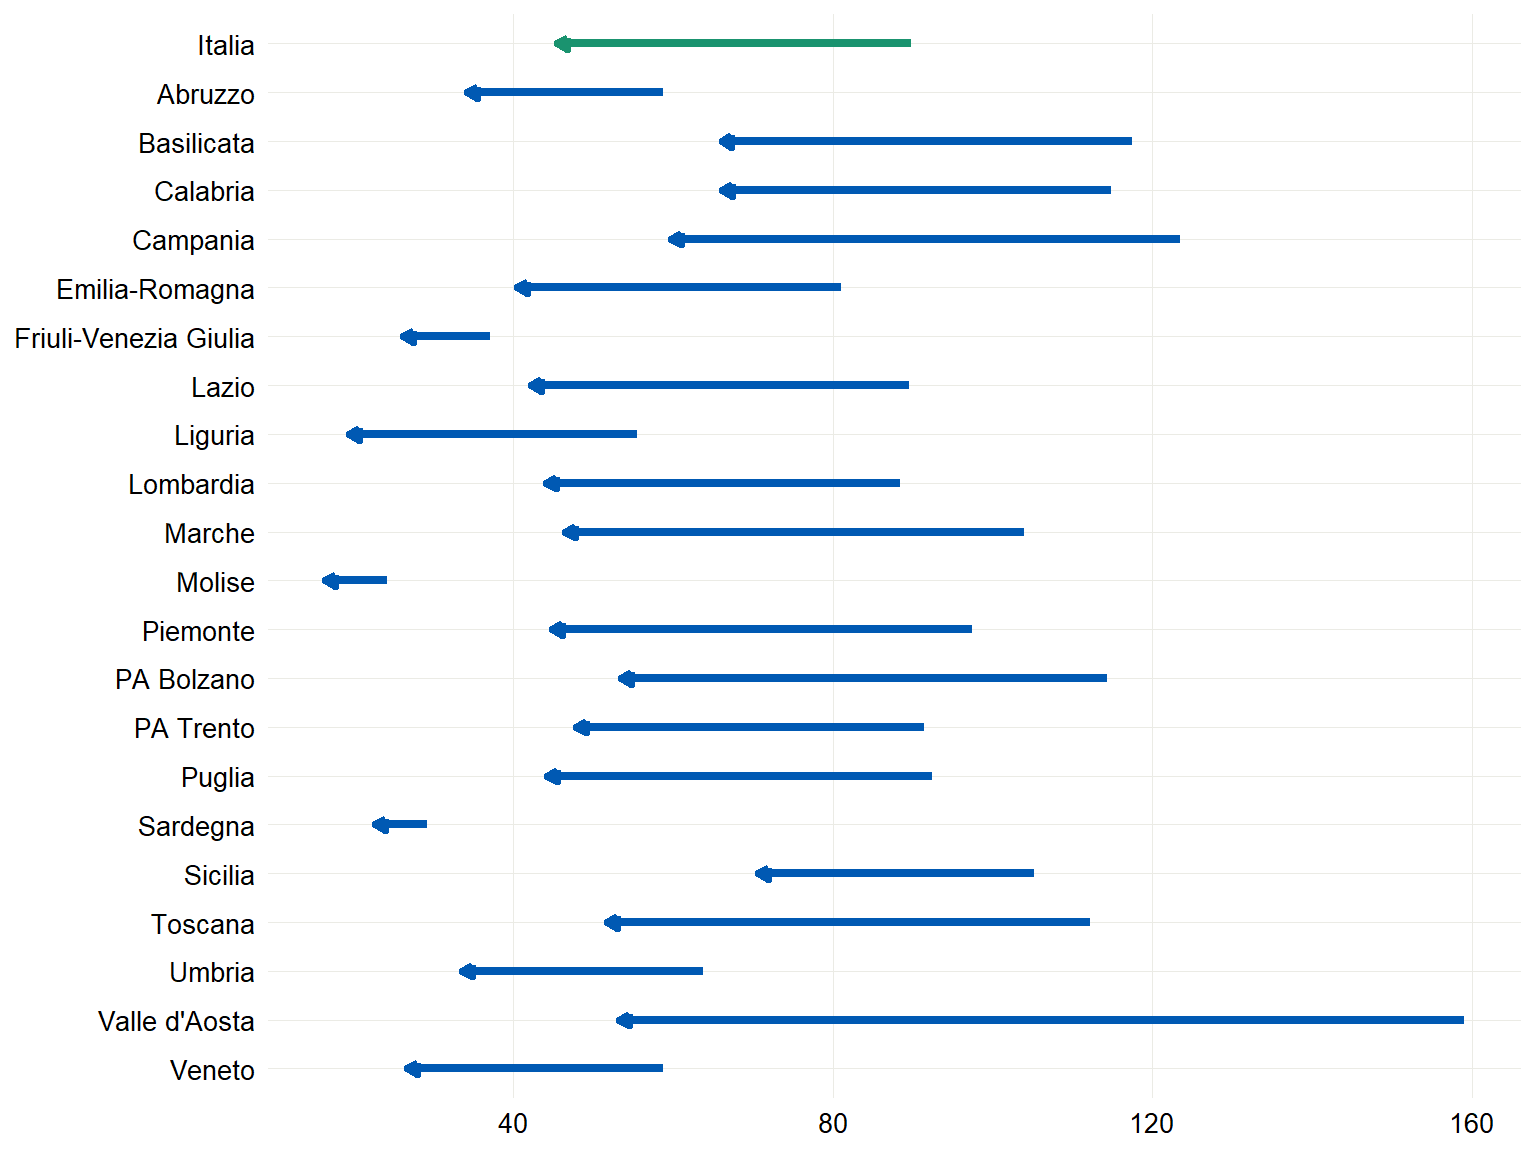 Italia
Abruzzo
Basilicata
Calabria
Campania
Emilia-Romagna
Friuli-Venezia Giulia
Lazio
Liguria
Lombardia
Marche
Molise
Piemonte
PA Bolzano
PA Trento
Puglia
Sardegna
Sicilia
Toscana
Umbria
Valle d'Aosta
Veneto
40 80 120 160